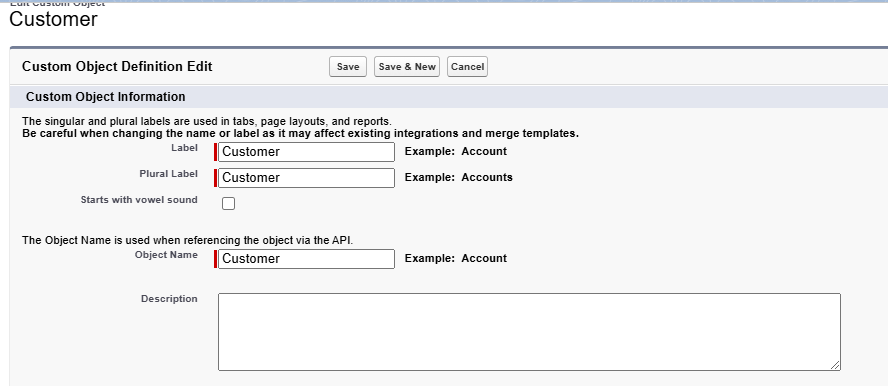 Edit Custom Object
Customer
Custom Object Definition Edit Save Save & New Cancel
Custom Object Information
The singular and plural labels are used in tabs, page layouts, and reports.
Be careful when changing the name or label as it may affect existing integrations and merge templates.
Label Customer Example: Account
Plural Label Customer Example: Accounts
Starts with vowel sound
The Object Name is used when referencing the object via the API.
Object Name Customer Example: Account
Description